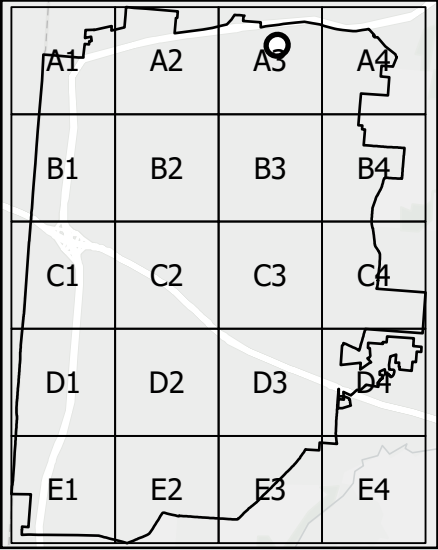 A1 A2 A3 A4
B1 B2 B3 B4
C1 C2 C3 C4
D1 D2 D3 D4
E1 E2 E3 E4